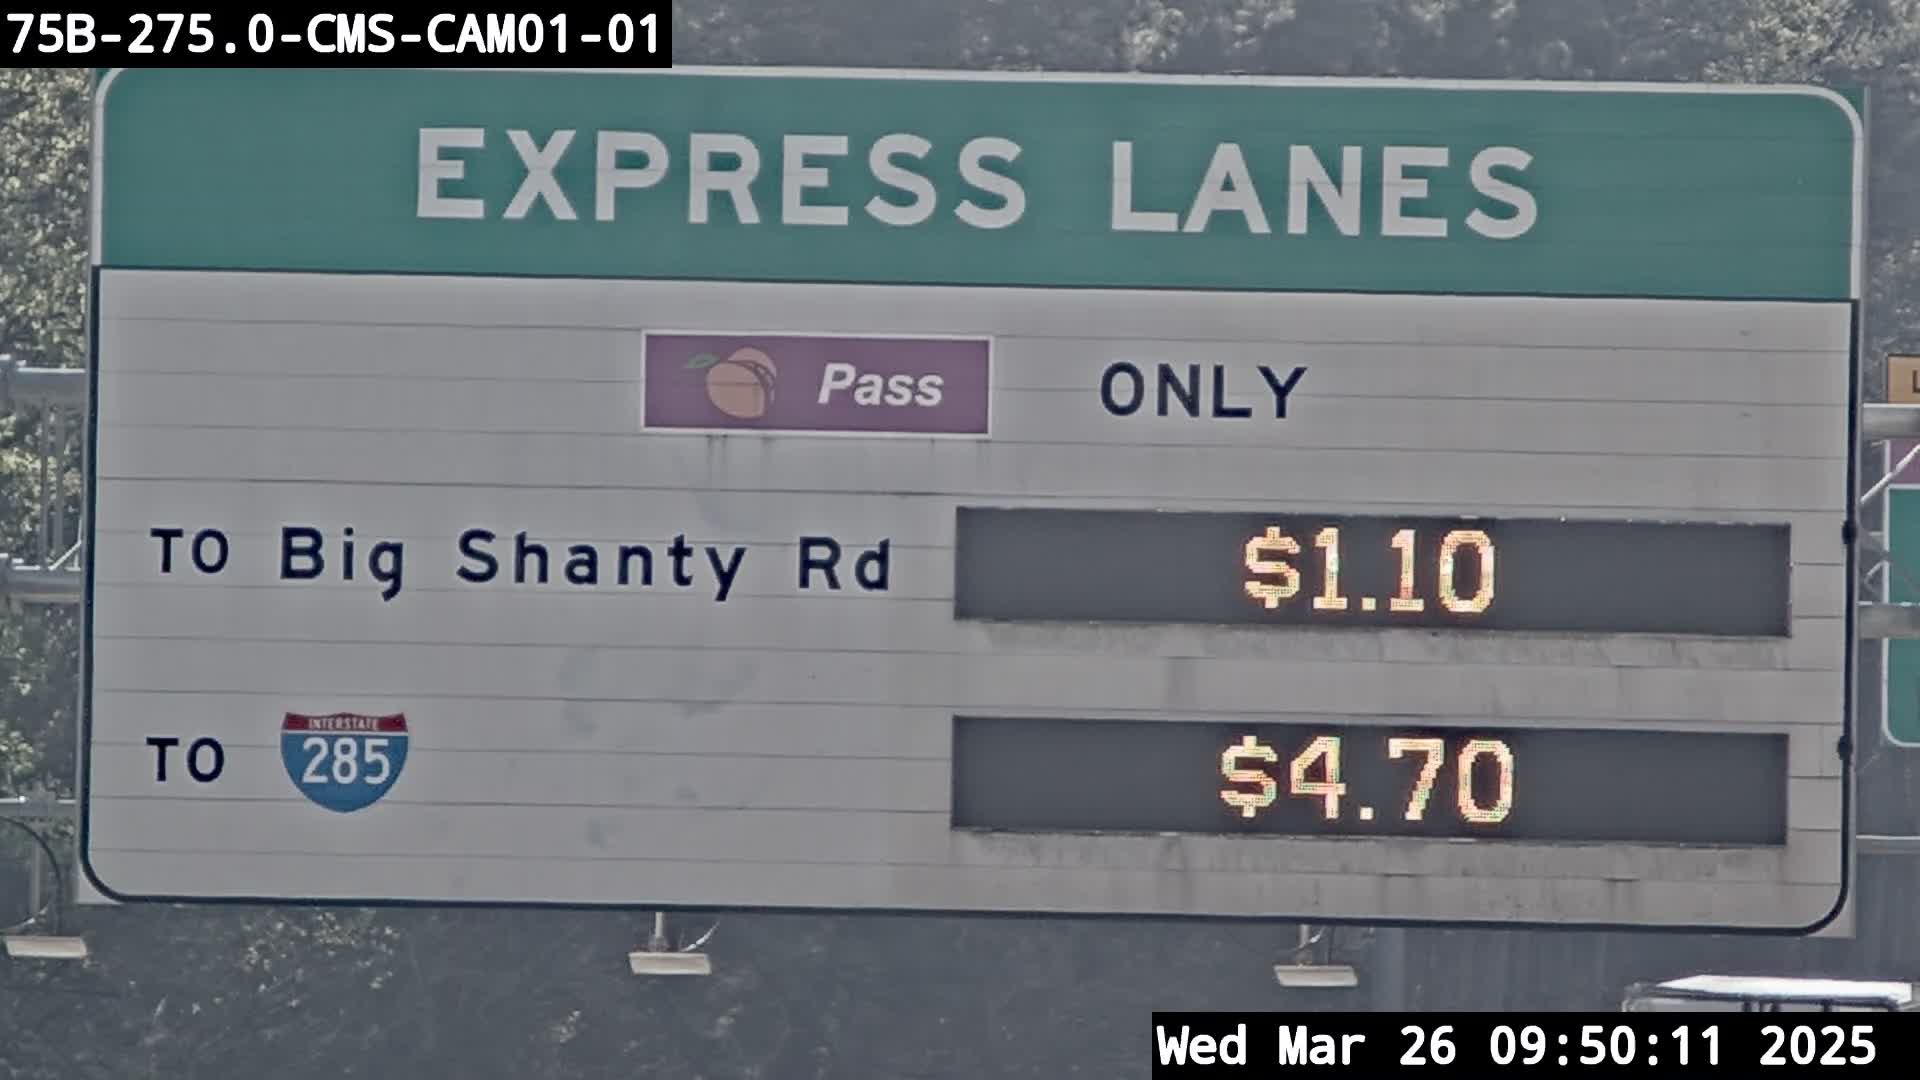 75B-275.0-CMS-CAM01-01
EXPRESS LANES
Pass ONLY
TO Big Shanty Rd $1.10
INTERSTATE
TO 285 $4.70
Wed Mar 26 09:50:11 2025